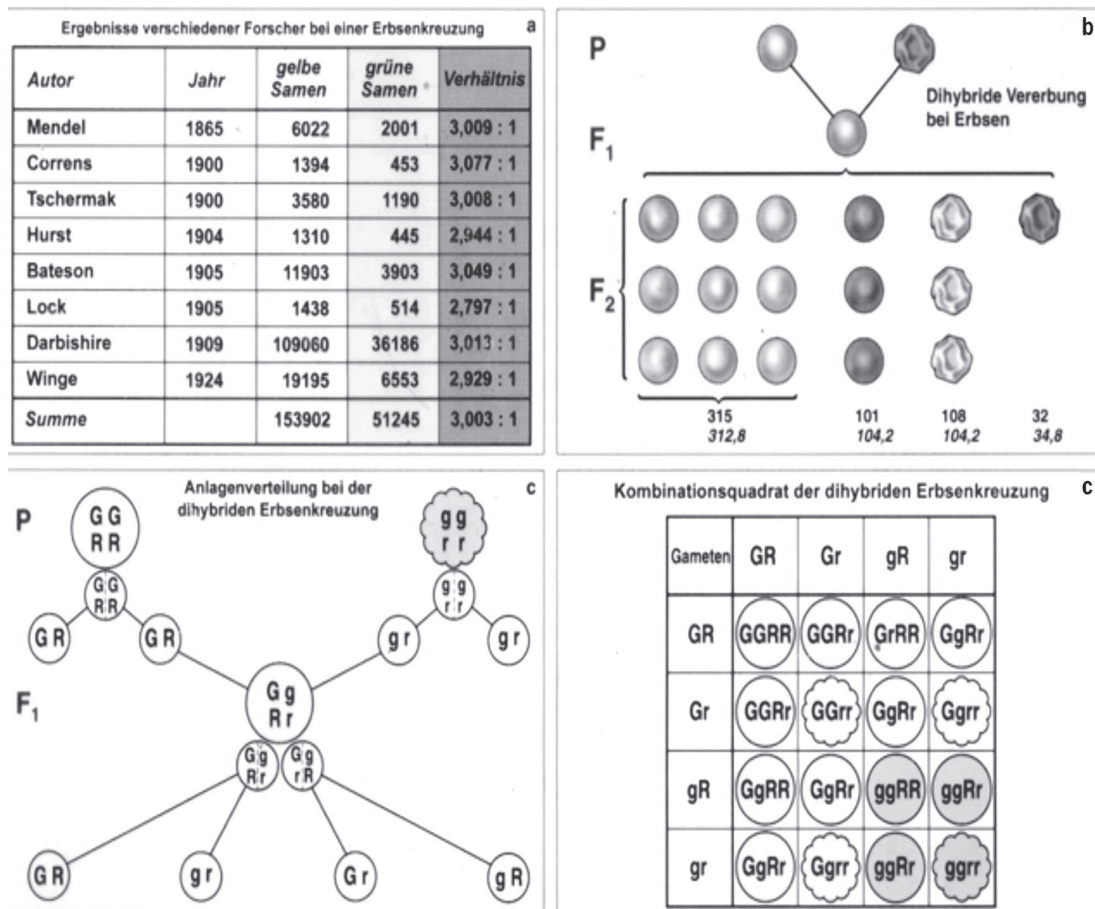 Ergebnisse verschiedener Forscher bei einer Erbsenkreuzung a
Autor Jahr gelbe Samen grüne Samen Verhältnis
Mendel 1865 6022 2001 3,009 : 1
Correns 1900 1394 453 3,077 : 1
Tschermak 1900 3580 1190 3,008 : 1
Hurst 1904 1310 445 2,944 : 1
Bateson 1905 11903 3903 3,049 : 1
Lock 1905 1438 514 2,797 : 1
Darbishire 1909 109060 36186 3,013 : 1
Winge 1924 19195 6553 2,929 : 1
Summe 153902 51245 3,003 : 1
b
P
Dihybride Vererbung
bei Erbsen
F1
F2
315 101 108 32
312,8 104,2 104,2 34,8
Anlagenverteilung bei der c
dihybriden Erbsenkreuzung
P
G G g g
R R r r
G G g g
R R r r
G R G R g r g r
F1
G g
R r
G g G g
R r r R
G R g r G r g R
Kombinationsquadrat der dihybriden Erbsenkreuzung c
Gameten GR Gr gR gr
GR GGRR GGRr GrRR GgRr
Gr GGRr GGrr GgRr Ggrr
gR GgRR GgRr ggRR ggRr
gr GgRr Ggrr ggRr ggrr